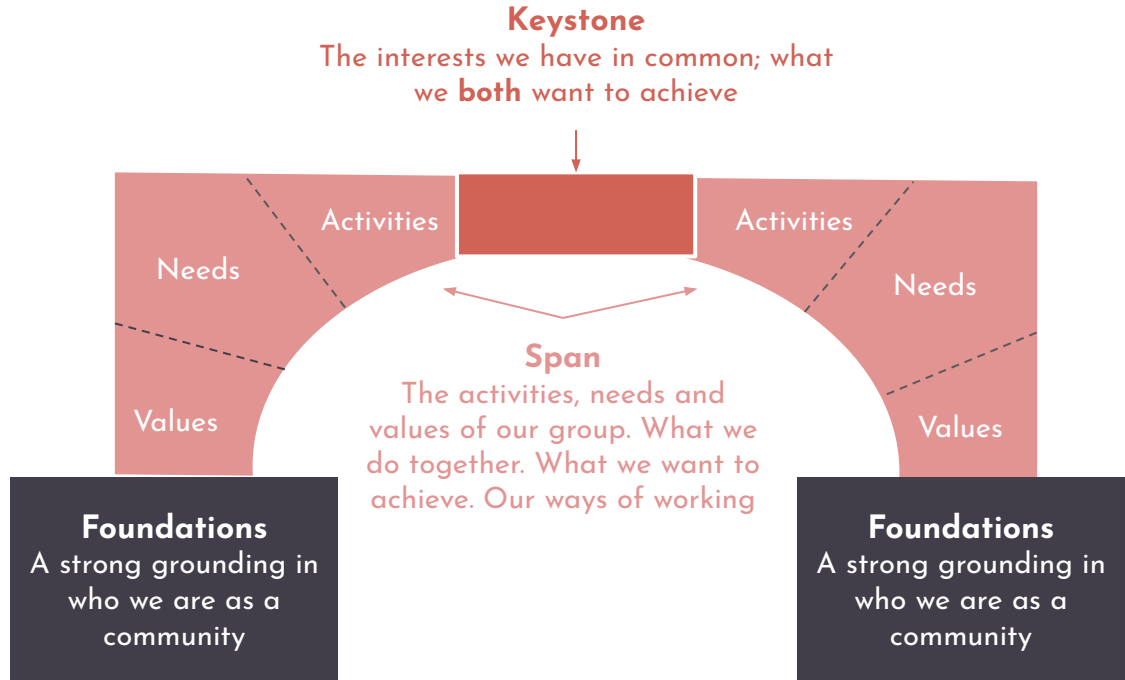 Keystone
The interests we have in common; what
we both want to achieve
Activities
Activities
Needs
Needs
Values
Values
Span
The activities, needs and
values of our group. What we
do together. What we want to
achieve. Our ways of working
Foundations
A strong grounding in
who we are as a
community
Foundations
A strong grounding in
who we are as a
community